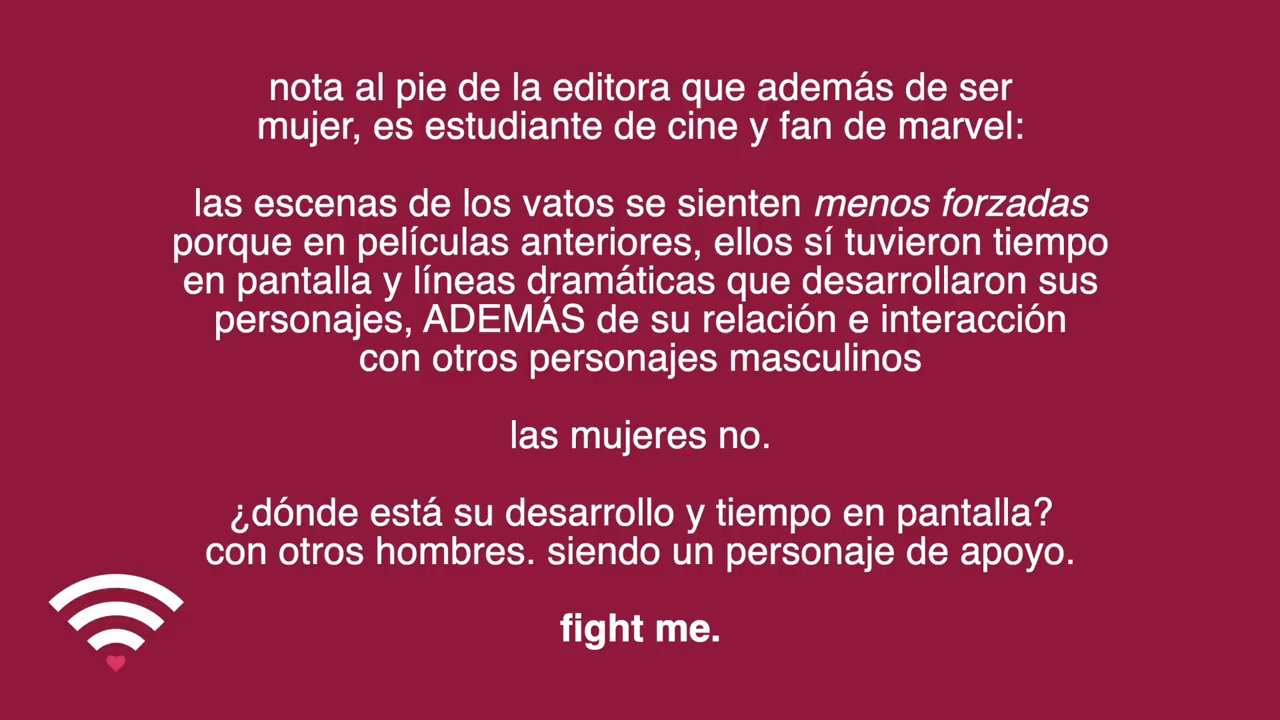 nota al pie de la editora que además de ser
mujer, es estudiante de cine y fan de marvel:
las escenas de los vatos se sienten menos forzadas
porque en películas anteriores, ellos sí tuvieron tiempo
en pantalla y líneas dramáticas que desarrollaron sus
personajes, ADEMÁS de su relación e interacción
con otros personajes masculinos
las mujeres no.
¿dónde está su desarrollo y tiempo en pantalla?
con otros hombres. siendo un personaje de apoyo.
fight me.